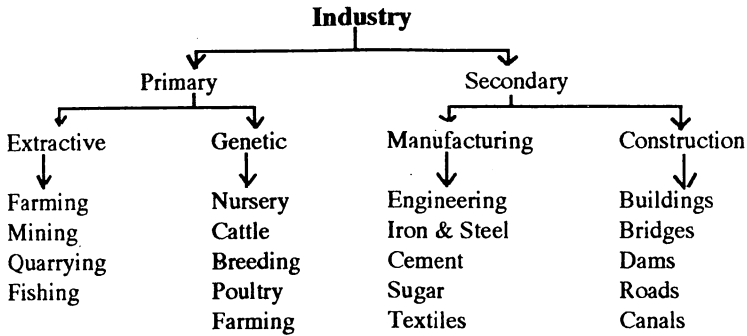 Industry
Primary Secondary
Extractive Genetic Manufacturing Construction
Farming Nursery Engineering Buildings
Mining Cattle Iron & Steel Bridges
Quarrying Breeding Cement Dams
Fishing Poultry Sugar Roads
Farming Textiles Canals